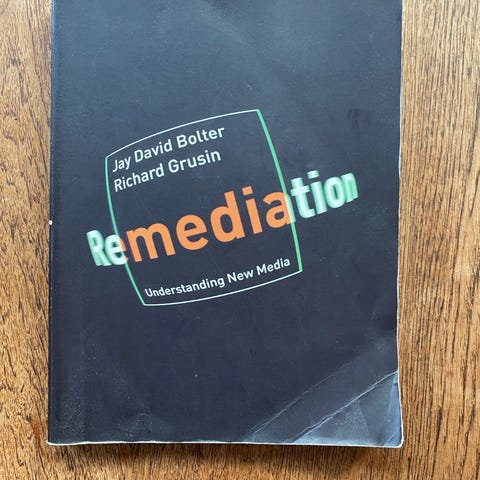 Jay David Bolter
Richard Grusin
Remediation
Understanding New Media